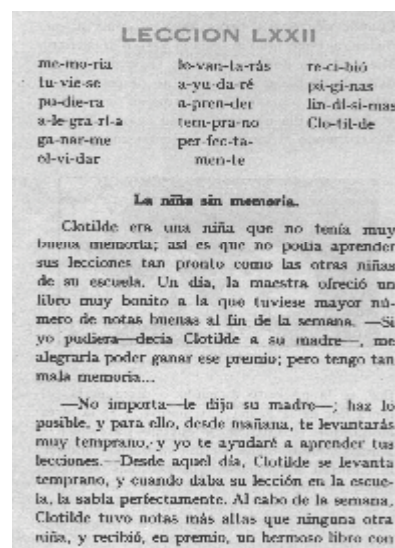 LECCION LXXII
me-mo-ria le-van-ta-rás re-ci-bió
tu-vie-se a-yu-da-ré pá-gi-nas
pu-die-ra a-pren-der lin-dí-si-mas
a-le-gra-rí-a tem-pra-no Clo-til-de
ga-nar-me per-fec-ta-
ol-vi-dar men-te
La niña sin memoria.
Clotilde era una niña que no tenía muy
buena memoria; así es que no podía aprender
sus lecciones tan pronto como las otras niñas
de su escuela. Un día, la maestra ofreció un
libro muy bonito a la que tuviese mayor nú-
mero de notas buenas al fin de la semana. —Si
yo pudiera—decía Clotilde a su madre—, me
alegraría poder ganar ese premio; pero tengo tan
mala memoria...
—No importa—le dijo su madre—; haz lo
posible, y para ello, desde mañana, te levantarás
muy temprano, y yo te ayudaré a aprender tus
lecciones.—Desde aquel día, Clotilde se levanta
temprano, y cuando daba su lección en la escue-
la, la sabía perfectamente. Al cabo de la semana,
Clotilde tuvo notas más altas que ninguna otra
niña, y recibió, en premio, un hermoso libro con